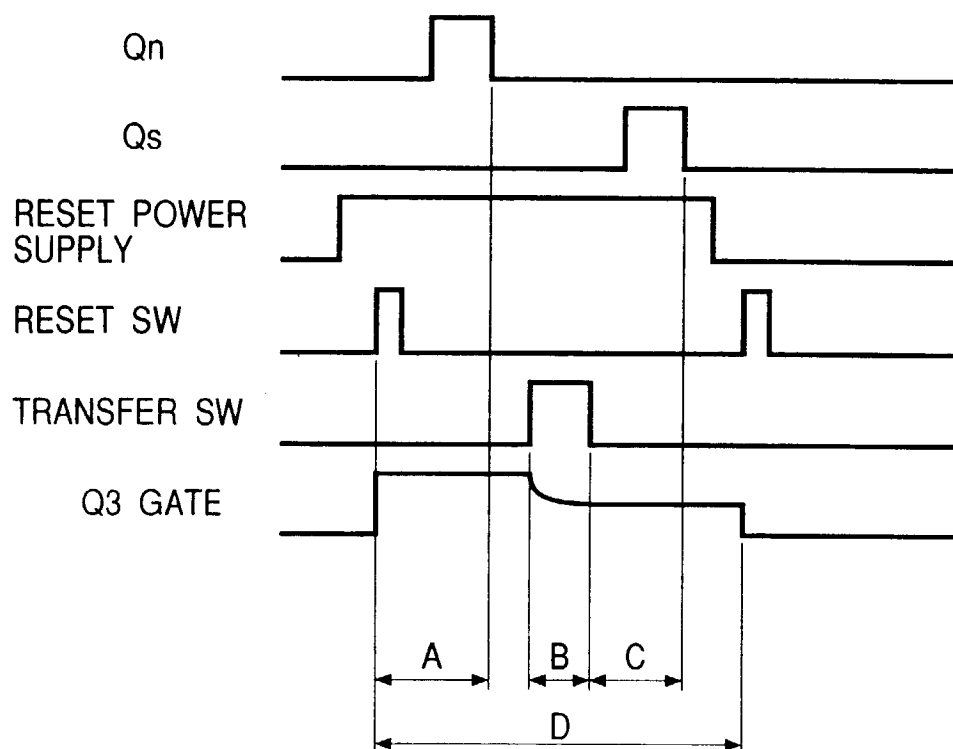 Qn
Qs
RESET POWER
SUPPLY
RESET SW
TRANSFER SW
Q3 GATE
A
B
C
D